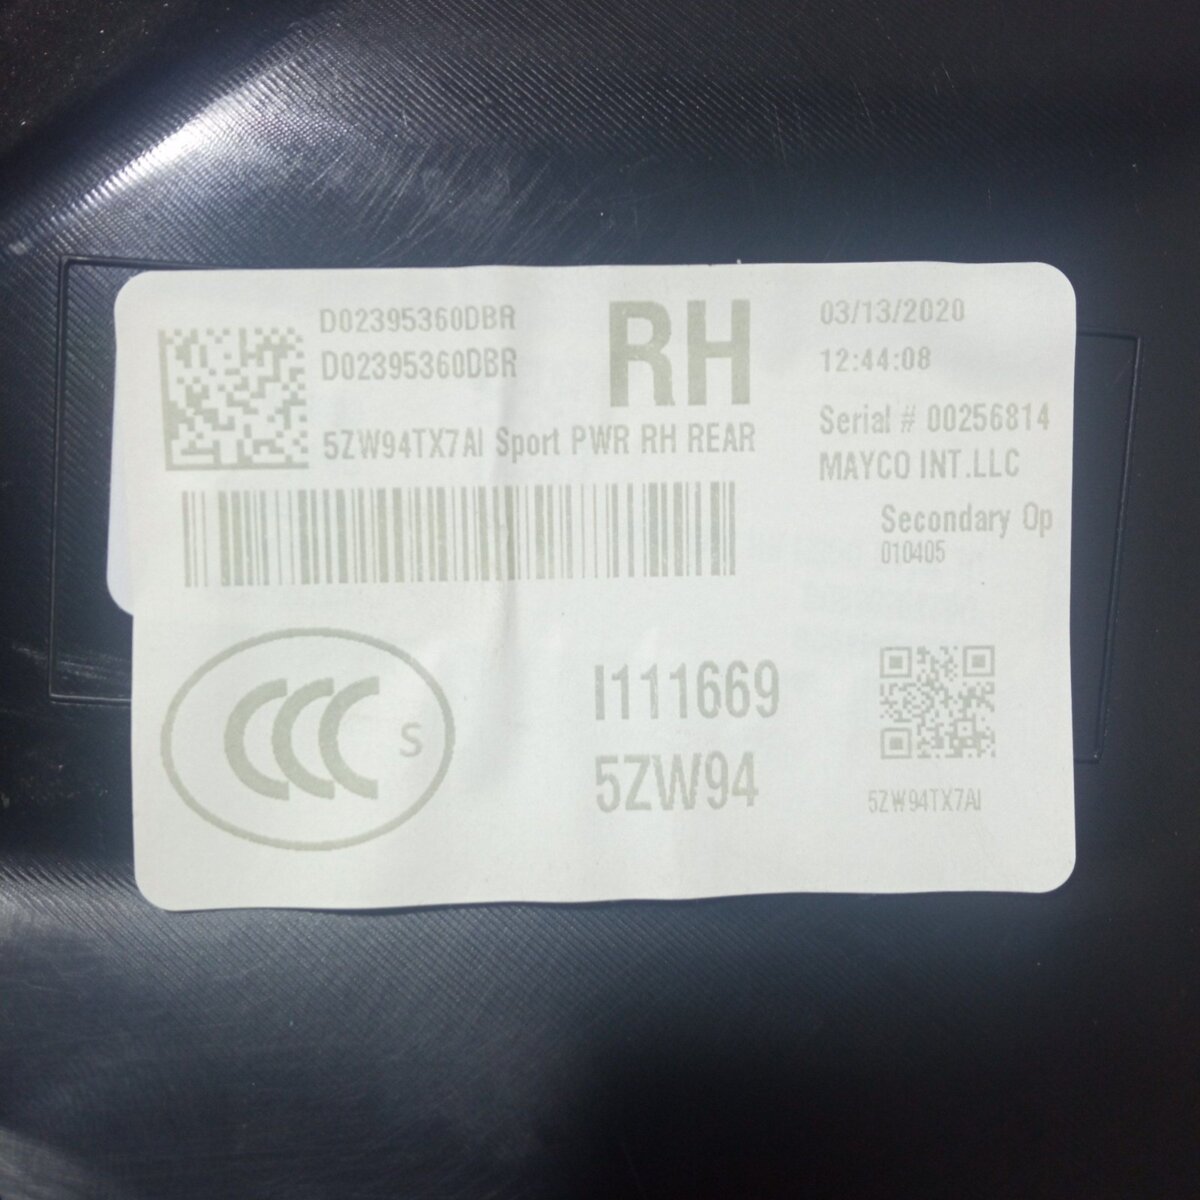 D02395360DBR
D02395360DBR
RH
5ZW94TX7AI Sport PWR RH REAR
03/13/2020
12:44:08
Serial # 00256814
MAYCO INT.LLC
Secondary Op
010405
CCC S
I111669
5ZW94
5ZW94TX7AI